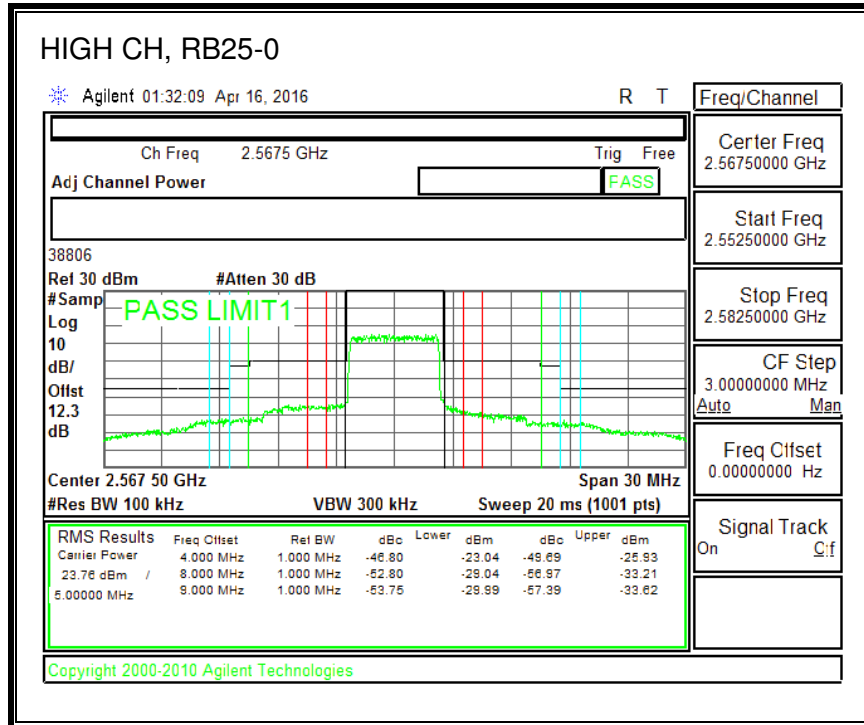 HIGH CH, RB25-0
Agilent 01:32:09 Apr 16, 2016 R T
Ch Freq 2.5675 GHz Trig Free
Adj Channel Power PASS
38806
Ref 30 dBm #Atten 30 dB
#Samp
Log
10
dB/
Offst
12.3
dB
PASS LIMIT1
Center 2.567 50 GHz Span 30 MHz
#Res BW 100 kHz VBW 300 kHz Sweep 20 ms (1001 pts)
RMS Results Freq Offset Ref BW dBc Lower dBm dBc Upper dBm
Carrier Power 4.000 MHz 1.000 MHz -46.80 -23.04 -49.69 -25.93
23.76 dBm / 8.000 MHz 1.000 MHz -52.80 -29.04 -56.97 -33.21
5.00000 MHz 9.000 MHz 1.000 MHz -53.75 -29.99 -57.39 -33.62
Copyright 2000-2010 Agilent Technologies
Freq/Channel
Center Freq
2.56750000 GHz
Start Freq
2.55250000 GHz
Stop Freq
2.58250000 GHz
CF Step
3.00000000 MHz
Auto Man
Freq Offset
0.00000000 Hz
Signal Track
On Off